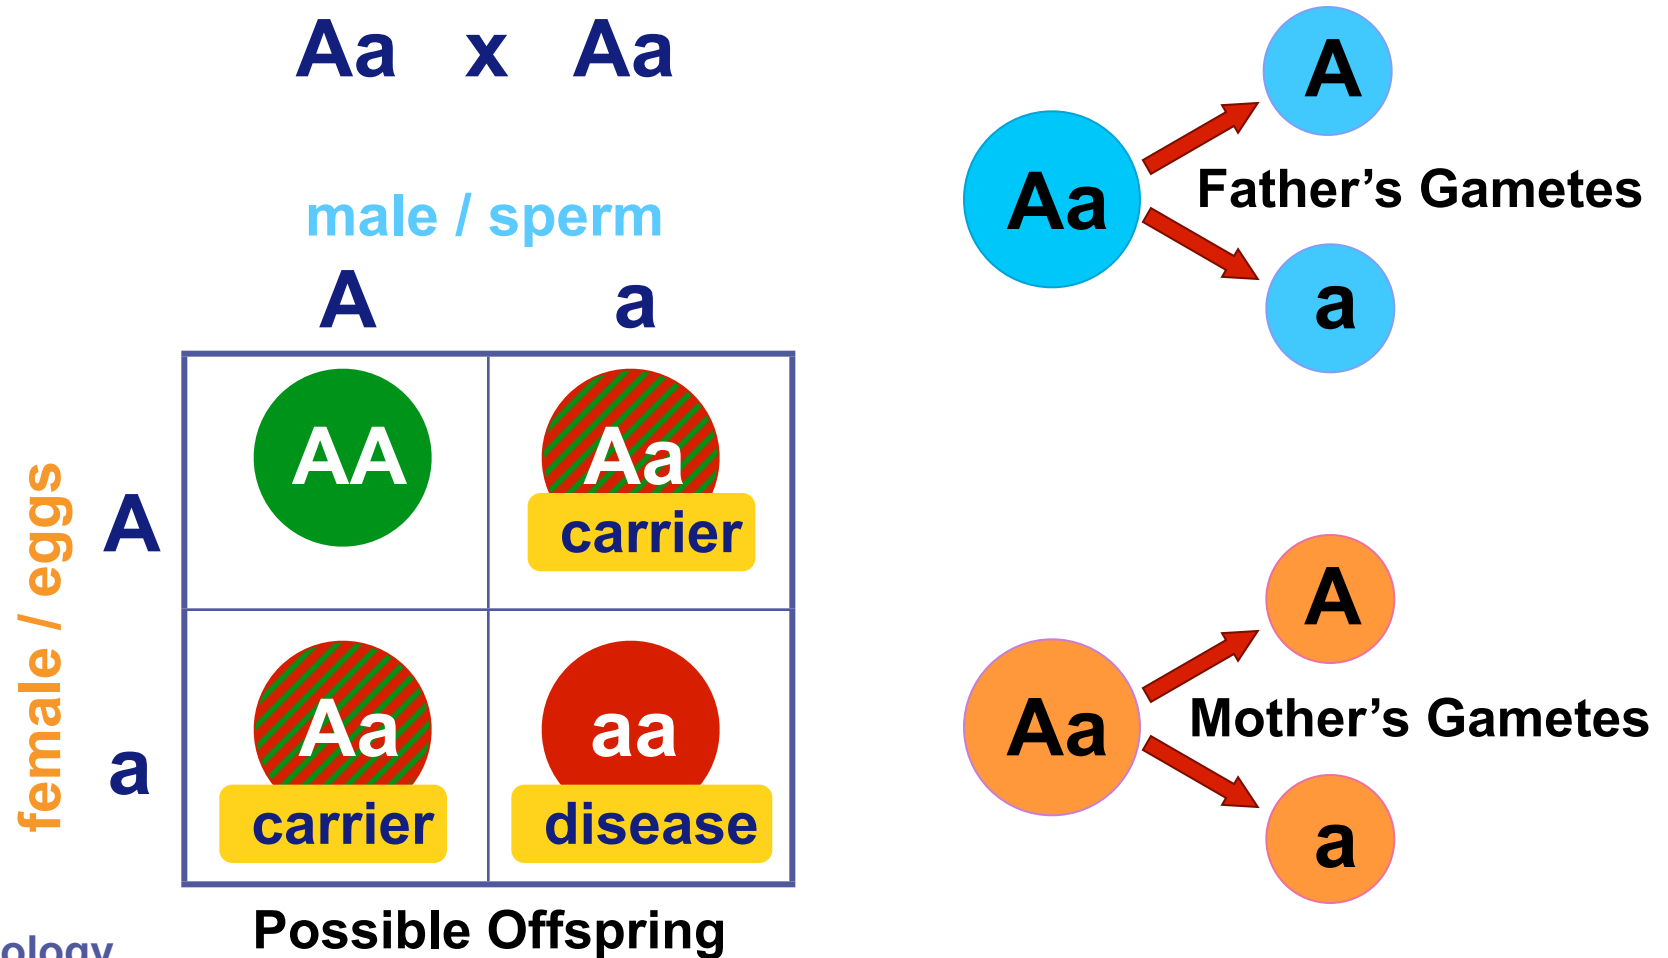 Aa x Aa
male / sperm
A a
female / eggs
A
AA
Aa
carrier
a
Aa
carrier
aa
disease
Possible Offspring
Aa
A
Father's Gametes
a
Aa
A
Mother's Gametes
a